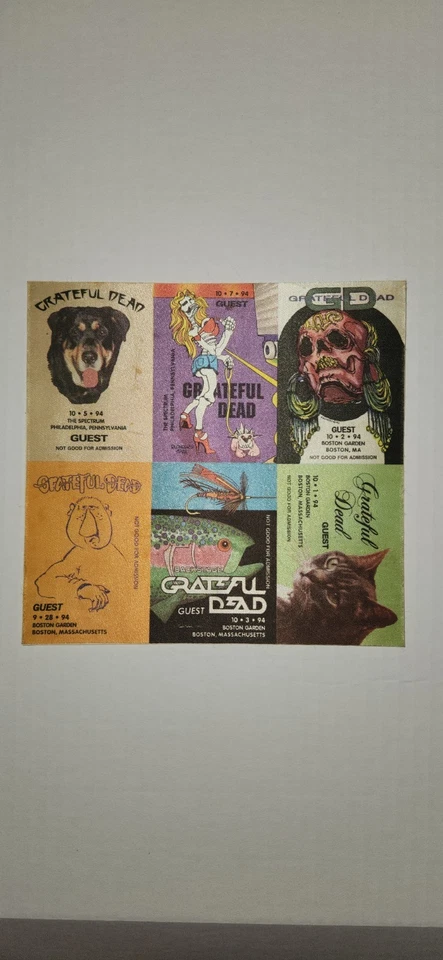 GRATEFUL DEAD
10 • 5 • 94
THE SPECTRUM
PHILADELPHIA, PENNSYLVANIA
GUEST
NOT GOOD FOR ADMISSION
10 • 7 • 94
GUEST
THE SPECTRUM
PHILADELPHIA, PENNSYLVANIA
GRATEFUL
DEAD
GD
GRATEFUL DEAD
GUEST
10 • 2 • 94
BOSTON GARDEN
BOSTON, MA
NOT GOOD FOR ADMISSION
GRATEFUL DEAD
NOT GOOD FOR ADMISSION
GUEST
9 • 28 • 94
BOSTON GARDEN
BOSTON, MASSACHUSETTS
NOT GOOD FOR ADMISSION
GRATEFUL
DEAD
GUEST
10 • 3 • 94
BOSTON GARDEN
BOSTON, MASSACHUSETTS
Grateful
Dead
GUEST
10 • 1 • 94
BOSTON GARDEN
BOSTON, MASSACHUSETTS
NOT GOOD FOR ADMISSION